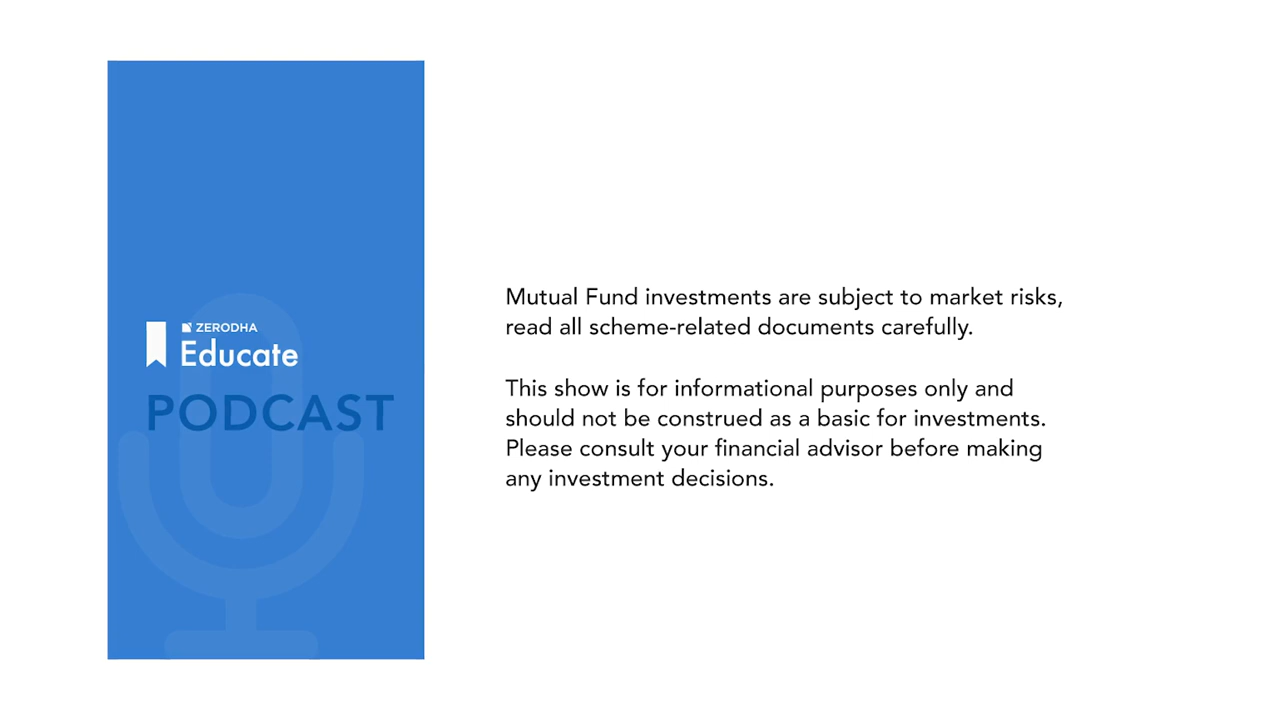 ZERODHA
Educate
PODCAST
Mutual Fund investments are subject to market risks,
read all scheme-related documents carefully.
This show is for informational purposes only and
should not be construed as a basic for investments.
Please consult your financial advisor before making
any investment decisions.